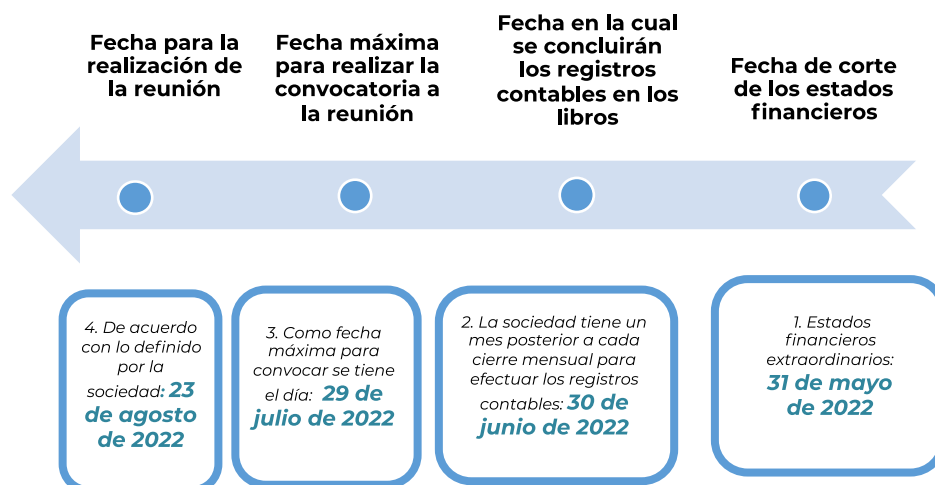 Fecha para la
realización de
la reunión
Fecha máxima
para realizar la
convocatoria a
la reunión
Fecha en la cual
se concluirán
los registros
contables en los
libros
Fecha de corte
de los estados
financieros
4. De acuerdo
con lo definido
por la
sociedad: 23
de agosto
de 2022
3. Como fecha
máxima para
convocar se tiene
el día: 29 de
julio de 2022
2. La sociedad tiene un
mes posterior a cada
cierre mensual para
efectuar los registros
contables: 30 de
junio de 2022
1. Estados
financieros
extraordinarios:
31 de mayo
de 2022